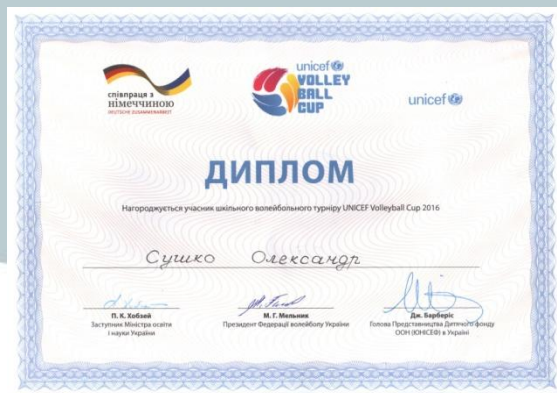 співпраця з
німеччиною
DEUTSCHE ZUSAMMENARBEIT
unicef
VOLLEY
BALL
CUP
unicef
ДИПЛОМ
Нагороджується учасник шкільного волейбольного турніру UNICEF Volleyball Cup 2016
Сушко Олександр
П. К. Хобзей
Заступник Міністра освіти
і науки України
М. Г. Мельник
Президент Федерації волейболу України
Дж. Барберіс
Голова Представництва Дитячого фонду
ООН (ЮНІСЕФ) в Україні